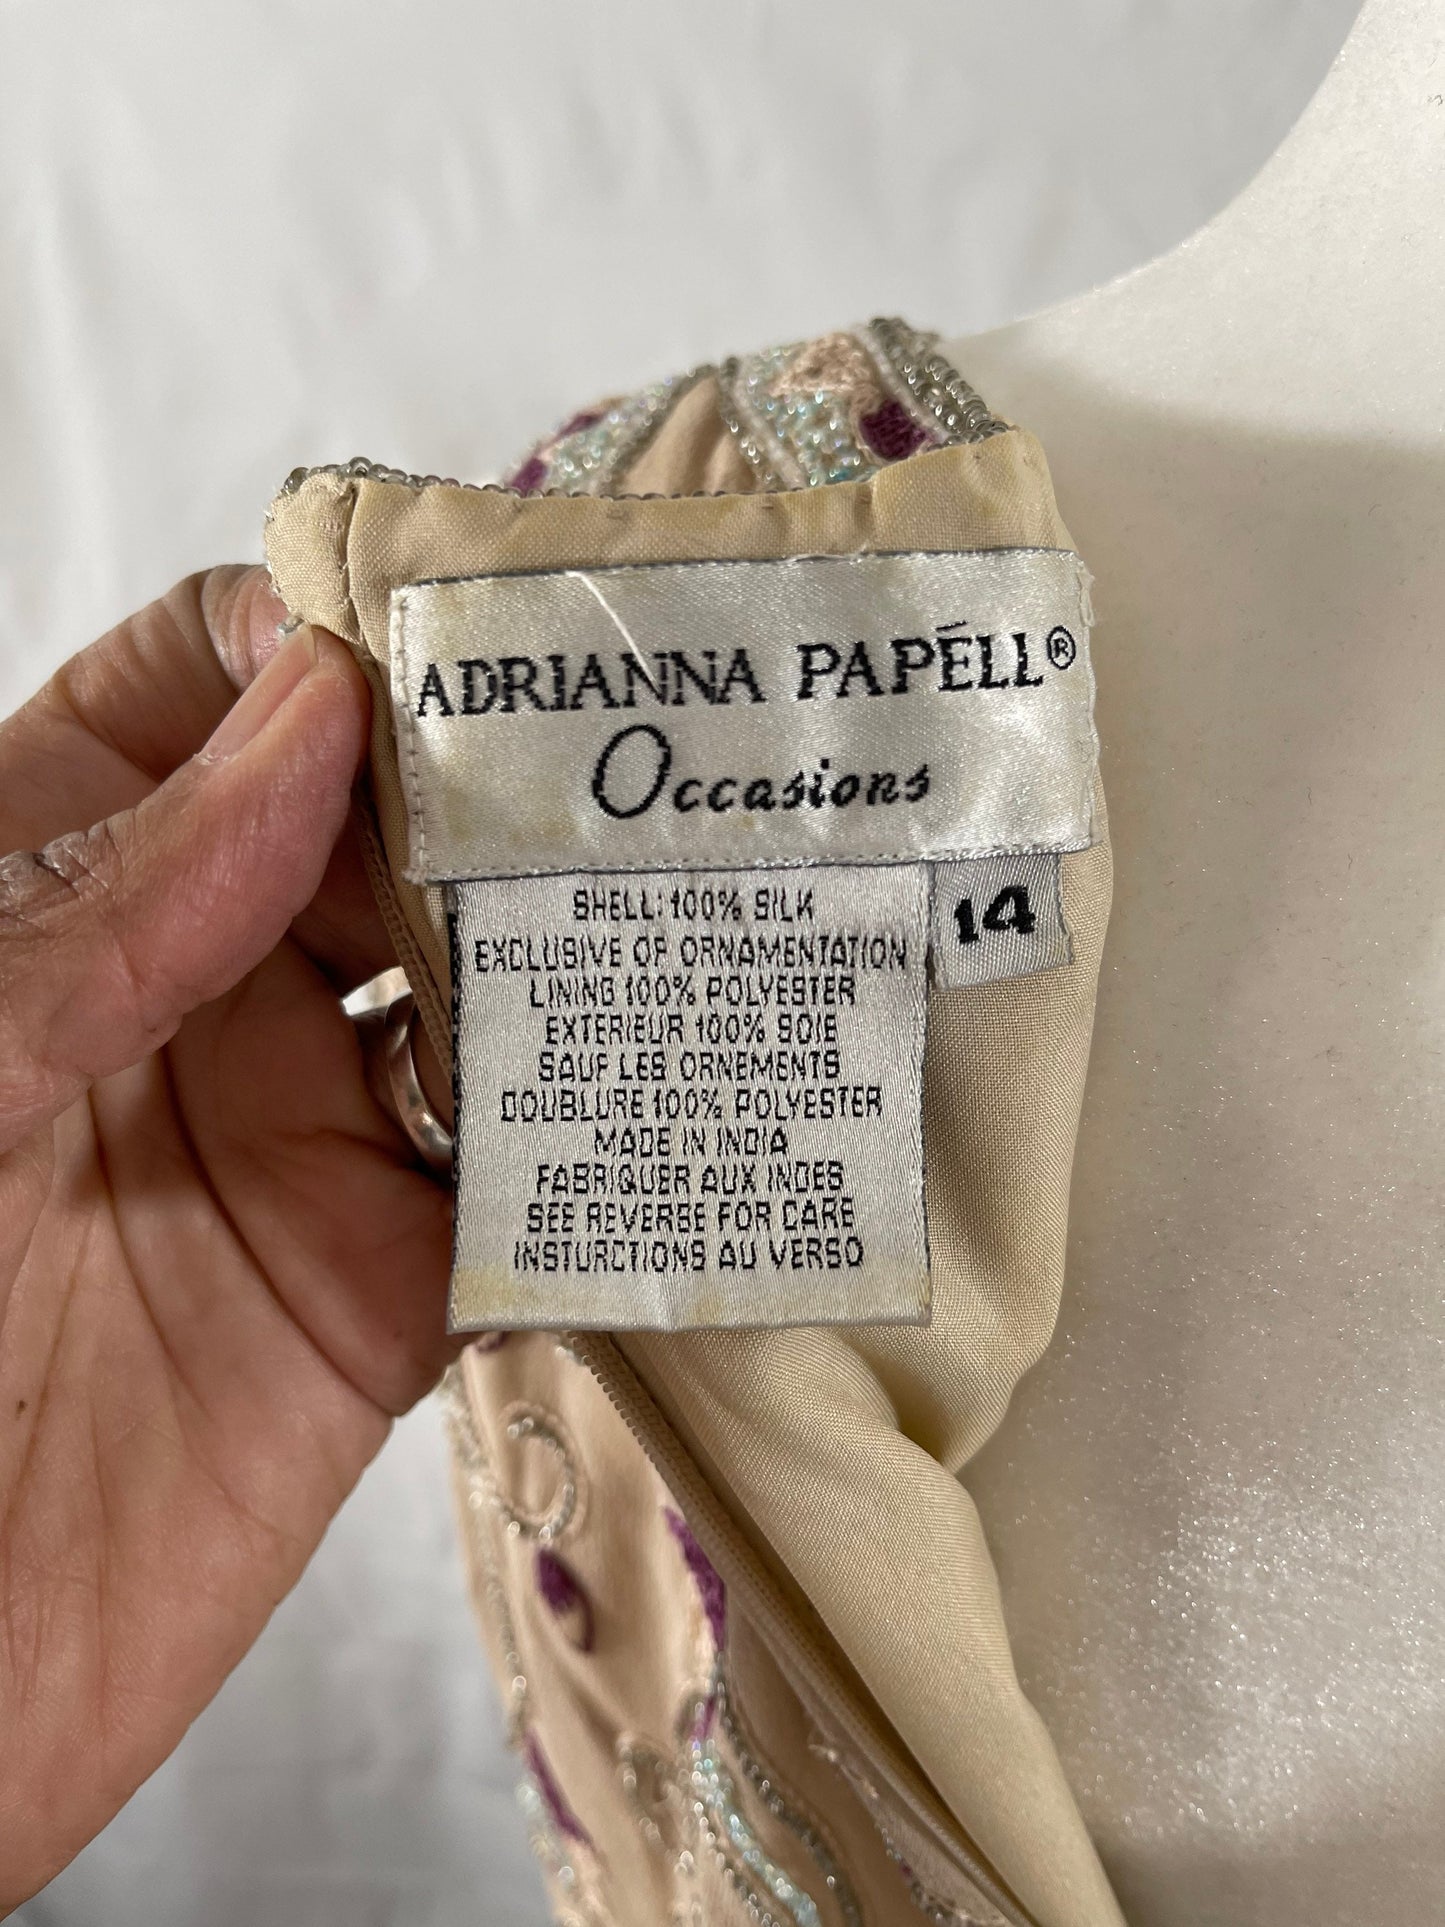 ADRIANNA PAPÉLL®
Occasions
14
SHELL: 100% SILK
EXCLUSIVE OF ORNAMENTATION
LINING 100% POLYESTER
EXTERIEUR 100% SOIE
SAUF LES ORNEMENTS
DOUBLURE 100% POLYESTER
MADE IN INDIA
FABRIQUER AUX INDES
SEE REVERSE FOR CARE
INSTURCTIONS AU VERSO